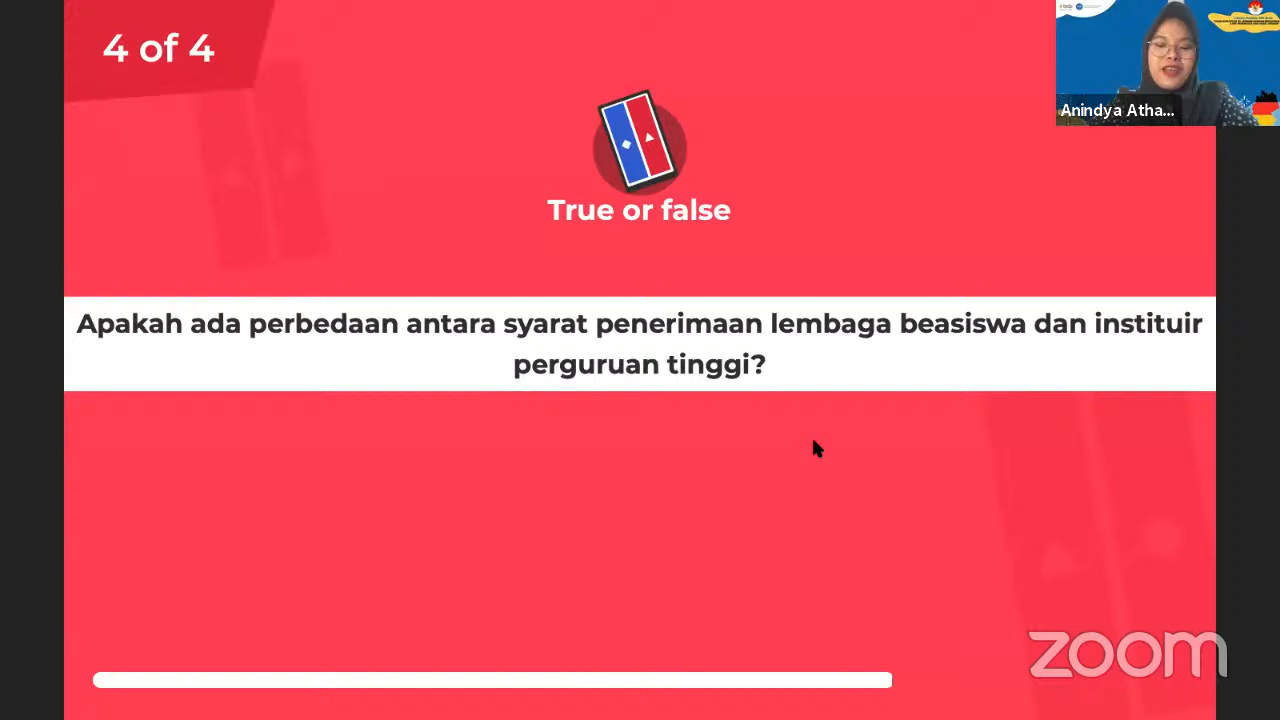 4 of 4
Anindya Atha...
True or false
Apakah ada perbedaan antara syarat penerimaan lembaga beasiswa dan instituir
perguruan tinggi?
zoom